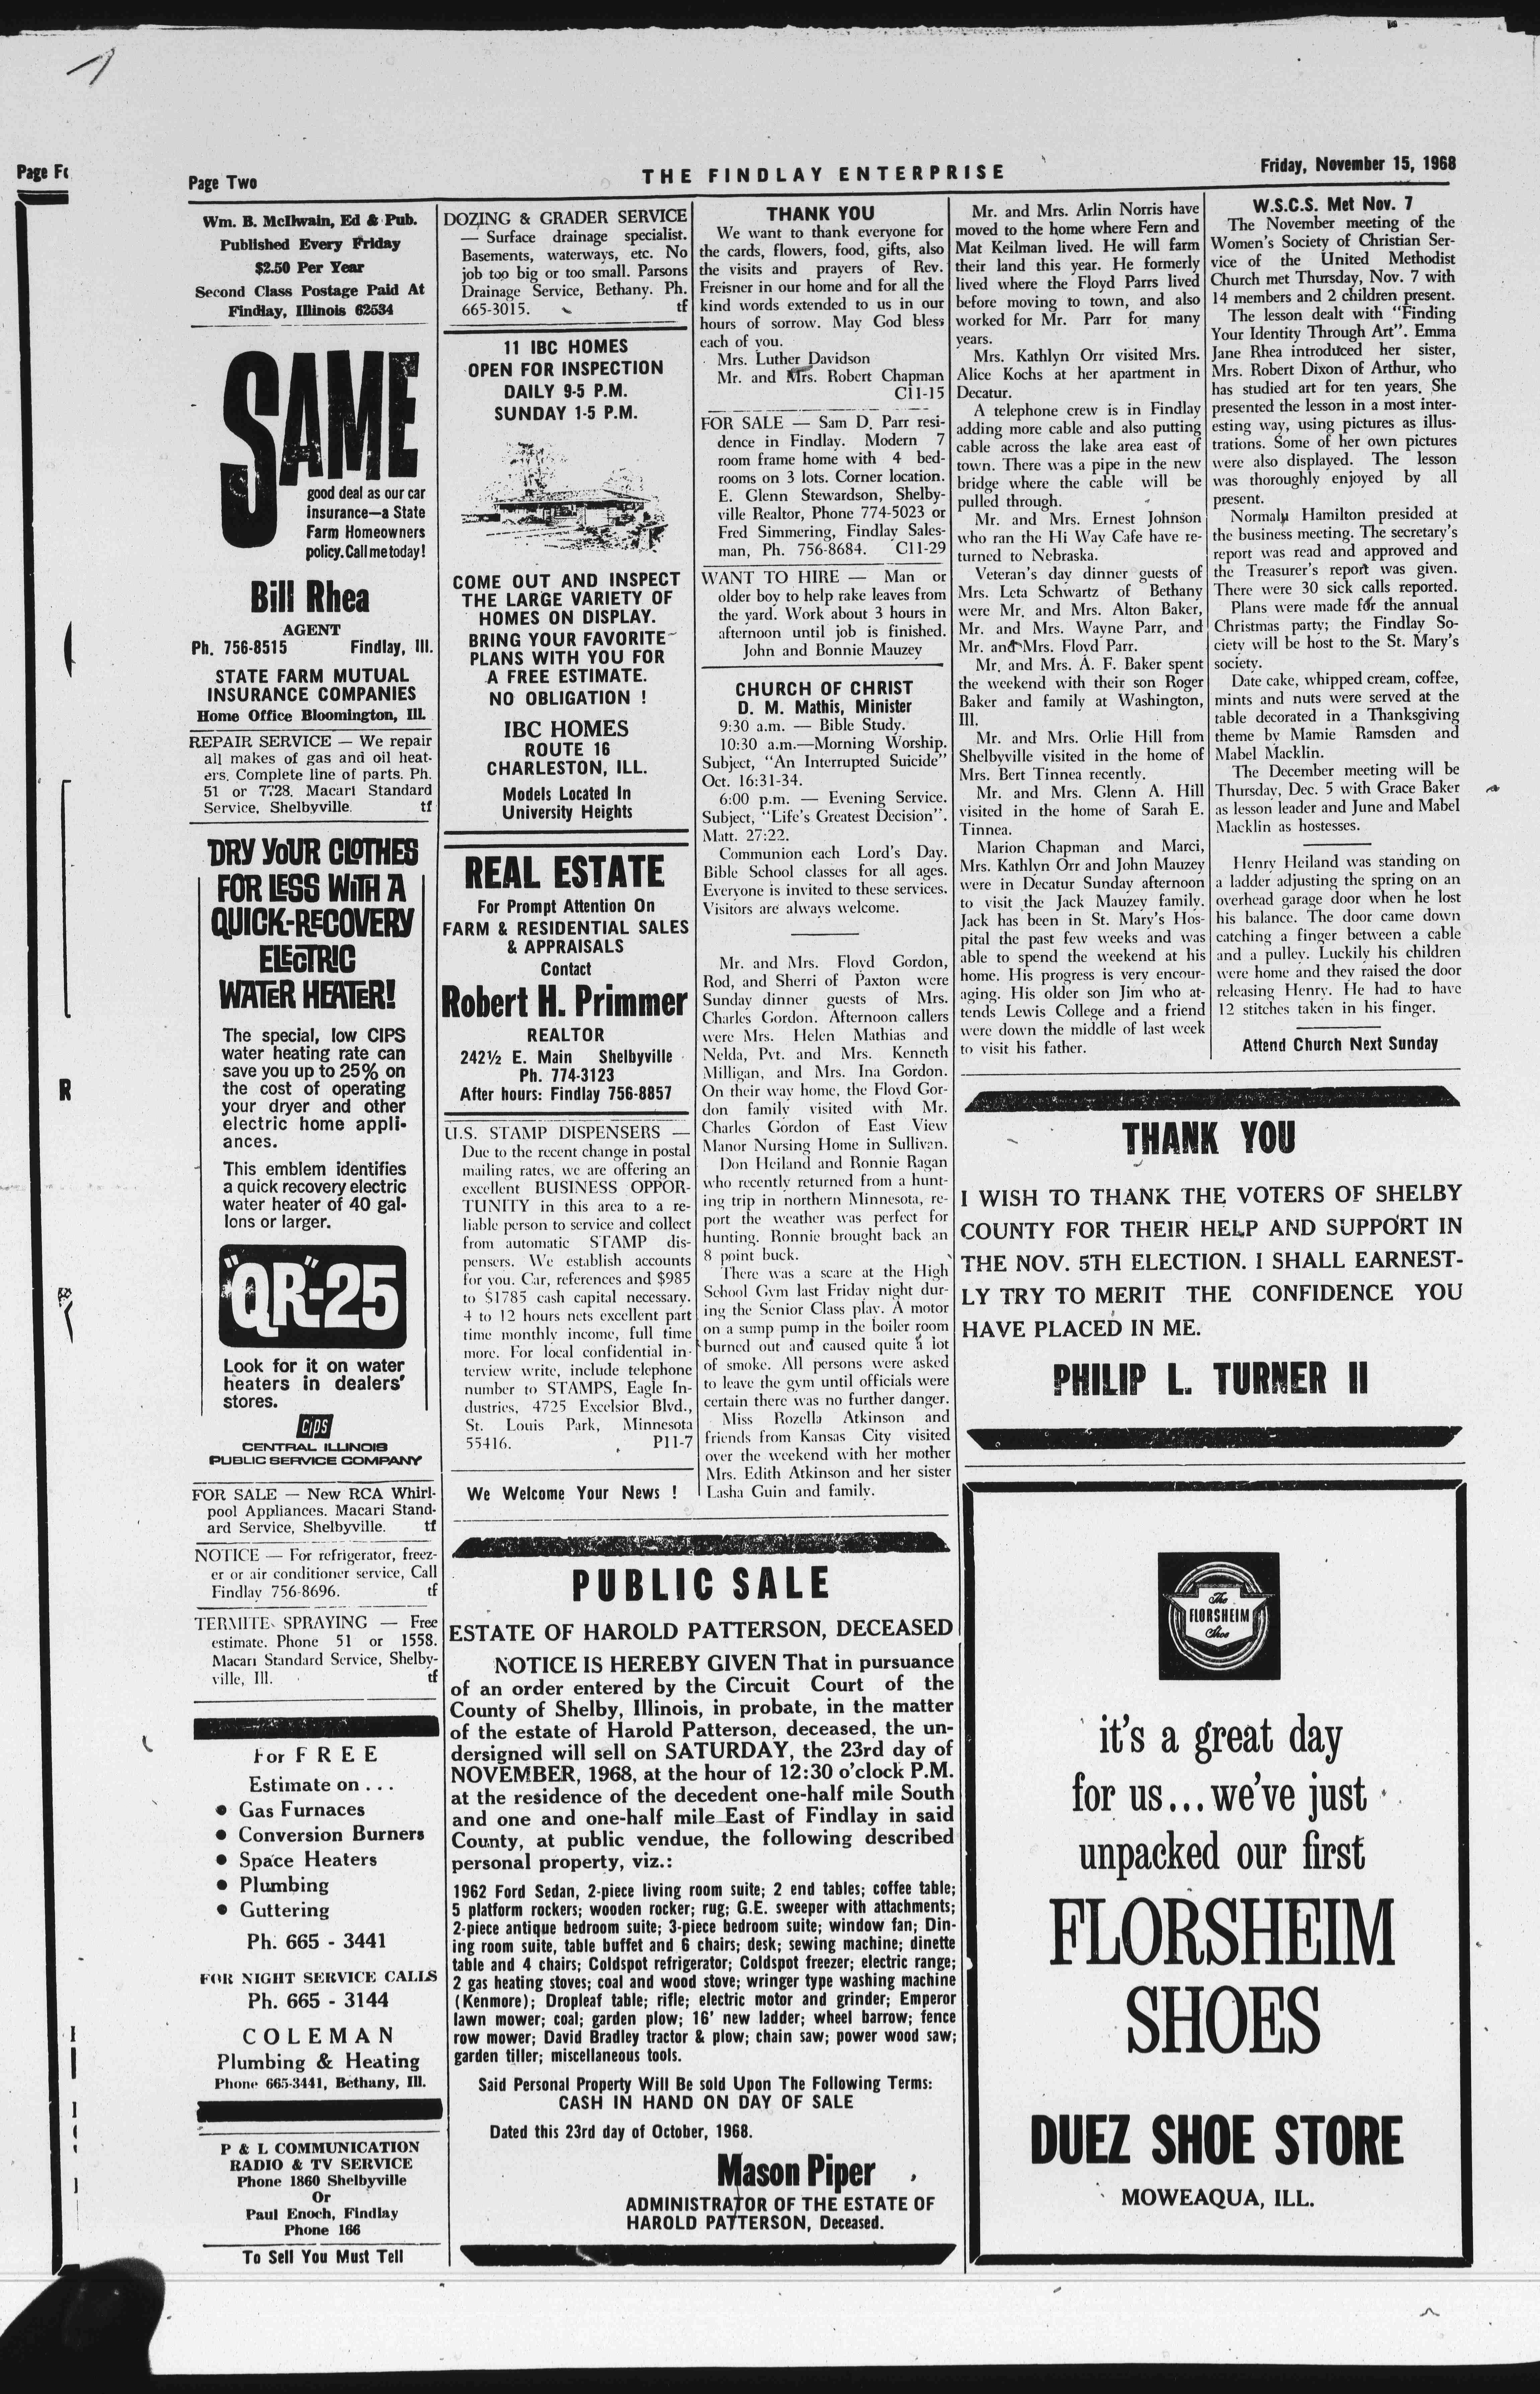 Page Fo
Page Two
THE FINDLAY ENTERPRISE
Friday, November 15, 1968
Wm. B. McIlwain, Ed & Pub.
Published Every Friday
$2.50 Per Year
Second Class Postage Paid At
Findlay, Illinois 62534
SAME
good deal as our car
insurance—a State
Farm Homeowners
policy. Call me today!
Bill Rhea
AGENT
Ph. 756-8515 Findlay, Ill.
STATE FARM MUTUAL
INSURANCE COMPANIES
Home Office Bloomington, Ill.
REPAIR SERVICE — We repair
all makes of gas and oil heat-
ers. Complete line of parts. Ph.
51 or 7728. Macari Standard
Service, Shelbyville. tf
DRY YOUR CLOTHES
FOR LESS WITH A
QUICK-RECOVERY
ELECTRIC
WATER HEATER!
The special, low CIPS
water heating rate can
save you up to 25% on
the cost of operating
your dryer and other
electric home appli-
ances.
This emblem identifies
a quick recovery electric
water heater of 40 gal-
lons or larger.
"QR"-25
Look for it on water
heaters in dealers'
stores.
CIPS
CENTRAL ILLINOIS
PUBLIC SERVICE COMPANY
FOR SALE — New RCA Whirl-
pool Appliances. Macari Stand-
ard Service, Shelbyville. tf
NOTICE — For refrigerator, freez-
er or air conditioner service, Call
Findlay 756-8696. tf
TERMITE SPRAYING — Free
estimate. Phone 51 or 1558.
Macari Standard Service, Shelby-
ville, Ill. tf
For FREE
Estimate on . . .
• Gas Furnaces
• Conversion Burners
• Space Heaters
• Plumbing
• Guttering
Ph. 665 - 3441
FOR NIGHT SERVICE CALLS
Ph. 665 - 3144
COLEMAN
Plumbing & Heating
Phone 665-3441, Bethany, Ill.
P & L COMMUNICATION
RADIO & TV SERVICE
Phone 1860 Shelbyville
Or
Paul Enoch, Findlay
Phone 166
To Sell You Must Tell
DOZING & GRADER SERVICE
— Surface drainage specialist.
Basements, waterways, etc. No
job too big or too small. Parsons
Drainage Service, Bethany. Ph.
665-3015. tf
11 IBC HOMES
OPEN FOR INSPECTION
DAILY 9-5 P.M.
SUNDAY 1-5 P.M.
COME OUT AND INSPECT
THE LARGE VARIETY OF
HOMES ON DISPLAY.
BRING YOUR FAVORITE
PLANS WITH YOU FOR
A FREE ESTIMATE.
NO OBLIGATION !
IBC HOMES
ROUTE 16
CHARLESTON, ILL.
Models Located In
University Heights
REAL ESTATE
For Prompt Attention On
FARM & RESIDENTIAL SALES
& APPRAISALS
Contact
Robert H. Primmer
REALTOR
242½ E. Main Shelbyville
Ph. 774-3123
After hours: Findlay 756-8857
U.S. STAMP DISPENSERS —
Due to the recent change in postal
mailing rates, we are offering an
excellent BUSINESS OPPOR-
TUNITY in this area to a re-
liable person to service and collect
from automatic STAMP dis-
pensers. We establish accounts
for you. Car, references and $985
to $1785 cash capital necessary.
4 to 12 hours nets excellent part
time monthly income, full time
more. For local confidential in-
terview write, include telephone
number to STAMPS, Eagle In-
dustries, 4725 Excelsior Blvd.,
St. Louis Park, Minnesota
55416. P11-7
We Welcome Your News !
THANK YOU
We want to thank everyone for
the cards, flowers, food, gifts, also
the visits and prayers of Rev.
Freisner in our home and for all the
kind words extended to us in our
hours of sorrow. May God bless
each of you.
Mrs. Luther Davidson
Mr. and Mrs. Robert Chapman
C11-15
FOR SALE — Sam D. Parr resi-
dence in Findlay. Modern 7
room frame home with 4 bed-
rooms on 3 lots. Corner location.
E. Glenn Stewardson, Shelby-
ville Realtor, Phone 774-5023 or
Fred Simmering, Findlay Sales-
man, Ph. 756-8684. C11-29
WANT TO HIRE — Man or
older boy to help rake leaves from
the yard. Work about 3 hours in
afternoon until job is finished.
John and Bonnie Mauzey
CHURCH OF CHRIST
D. M. Mathis, Minister
9:30 a.m. — Bible Study.
10:30 a.m.—Morning Worship.
Subject, "An Interrupted Suicide"
Oct. 16:31-34.
6:00 p.m. — Evening Service.
Subject, "Life's Greatest Decision".
Matt. 27:22.
Communion each Lord's Day.
Bible School classes for all ages.
Everyone is invited to these services.
Visitors are always welcome.
Mr. and Mrs. Floyd Gordon,
Rod, and Sherri of Paxton were
Sunday dinner guests of Mrs.
Charles Gordon. Afternoon callers
were Mrs. Helen Mathias and
Nelda, Pvt. and Mrs. Kenneth
Milligan, and Mrs. Ina Gordon.
On their way home, the Floyd Gor-
don family visited with Mr.
Charles Gordon of East View
Manor Nursing Home in Sullivan.
Don Heiland and Ronnie Ragan
who recently returned from a hunt-
ing trip in northern Minnesota, re-
port the weather was perfect for
hunting. Ronnie brought back an
8 point buck.
There was a scare at the High
School Gym last Friday night dur-
ing the Senior Class play. A motor
on a sump pump in the boiler room
burned out and caused quite a lot
of smoke. All persons were asked
to leave the gym until officials were
certain there was no further danger.
Miss Rozella Atkinson and
friends from Kansas City visited
over the weekend with her mother
Mrs. Edith Atkinson and her sister
Lasha Guin and family.
PUBLIC SALE
ESTATE OF HAROLD PATTERSON, DECEASED
NOTICE IS HEREBY GIVEN That in pursuance
of an order entered by the Circuit Court of the
County of Shelby, Illinois, in probate, in the matter
of the estate of Harold Patterson, deceased, the un-
dersigned will sell on SATURDAY, the 23rd day of
NOVEMBER, 1968, at the hour of 12:30 o'clock P.M.
at the residence of the decedent one-half mile South
and one and one-half mile East of Findlay in said
County, at public vendue, the following described
personal property, viz.:
1962 Ford Sedan, 2-piece living room suite; 2 end tables; coffee table;
5 platform rockers; wooden rocker; rug; G.E. sweeper with attachments;
2-piece antique bedroom suite; 3-piece bedroom suite; window fan; Din-
ing room suite, table buffet and 6 chairs; desk; sewing machine; dinette
table and 4 chairs; Coldspot refrigerator; Coldspot freezer; electric range;
2 gas heating stoves; coal and wood stove; wringer type washing machine
(Kenmore); Dropleaf table; rifle; electric motor and grinder; Emperor
lawn mower; coal; garden plow; 16' new ladder; wheel barrow; fence
row mower; David Bradley tractor & plow; chain saw; power wood saw;
garden tiller; miscellaneous tools.
Said Personal Property Will Be sold Upon The Following Terms:
CASH IN HAND ON DAY OF SALE
Dated this 23rd day of October, 1968.
Mason Piper
ADMINISTRATOR OF THE ESTATE OF
HAROLD PATTERSON, Deceased.
Mr. and Mrs. Arlin Norris have
moved to the home where Fern and
Mat Keilman lived. He will farm
their land this year. He formerly
lived where the Floyd Parrs lived
before moving to town, and also
worked for Mr. Parr for many
years.
Mrs. Kathlyn Orr visited Mrs.
Alice Kochs at her apartment in
Decatur.
A telephone crew is in Findlay
adding more cable and also putting
cable across the lake area east of
town. There was a pipe in the new
bridge where the cable will be
pulled through.
Mr. and Mrs. Ernest Johnson
who ran the Hi Way Cafe have re-
turned to Nebraska.
Veteran's day dinner guests of
Mrs. Leta Schwartz of Bethany
were Mr. and Mrs. Alton Baker,
Mr. and Mrs. Wayne Parr, and
Mr. and Mrs. Floyd Parr.
Mr. and Mrs. A. F. Baker spent
the weekend with their son Roger
Baker and family at Washington,
Ill.
Mr. and Mrs. Orlie Hill from
Shelbyville visited in the home of
Mrs. Bert Tinnea recently.
Mr. and Mrs. Glenn A. Hill
visited in the home of Sarah E.
Tinnea.
Marion Chapman and Marci,
Mrs. Kathlyn Orr and John Mauzey
were in Decatur Sunday afternoon
to visit the Jack Mauzey family.
Jack has been in St. Mary's Hos-
pital the past few weeks and was
able to spend the weekend at his
home. His progress is very encour-
aging. His older son Jim who at-
tends Lewis College and a friend
were down the middle of last week
to visit his father.
W.S.C.S. Met Nov. 7
The November meeting of the
Women's Society of Christian Ser-
vice of the United Methodist
Church met Thursday, Nov. 7 with
14 members and 2 children present.
The lesson dealt with "Finding
Your Identity Through Art". Emma
Jane Rhea introduced her sister,
Mrs. Robert Dixon of Arthur, who
has studied art for ten years. She
presented the lesson in a most inter-
esting way, using pictures as illus-
trations. Some of her own pictures
were also displayed. The lesson
was thoroughly enjoyed by all
present.
Normaly Hamilton presided at
the business meeting. The secretary's
report was read and approved and
the Treasurer's report was given.
There were 30 sick calls reported.
Plans were made for the annual
Christmas party; the Findlay So-
ciety will be host to the St. Mary's
society.
Date cake, whipped cream, coffee,
mints and nuts were served at the
table decorated in a Thanksgiving
theme by Mamie Ramsden and
Mabel Macklin.
The December meeting will be
Thursday, Dec. 5 with Grace Baker
as lesson leader and June and Mabel
Macklin as hostesses.
Henry Heiland was standing on
a ladder adjusting the spring on an
overhead garage door when he lost
his balance. The door came down
catching a finger between a cable
and a pulley. Luckily his children
were home and they raised the door
releasing Henry. He had to have
12 stitches taken in his finger.
Attend Church Next Sunday
THANK YOU
I WISH TO THANK THE VOTERS OF SHELBY
COUNTY FOR THEIR HELP AND SUPPORT IN
THE NOV. 5TH ELECTION. I SHALL EARNEST-
LY TRY TO MERIT THE CONFIDENCE YOU
HAVE PLACED IN ME.
PHILIP L. TURNER II
The
FLORSHEIM
Shoe
it's a great day
for us...we've just
unpacked our first
FLORSHEIM
SHOES
DUEZ SHOE STORE
MOWEAQUA, ILL.